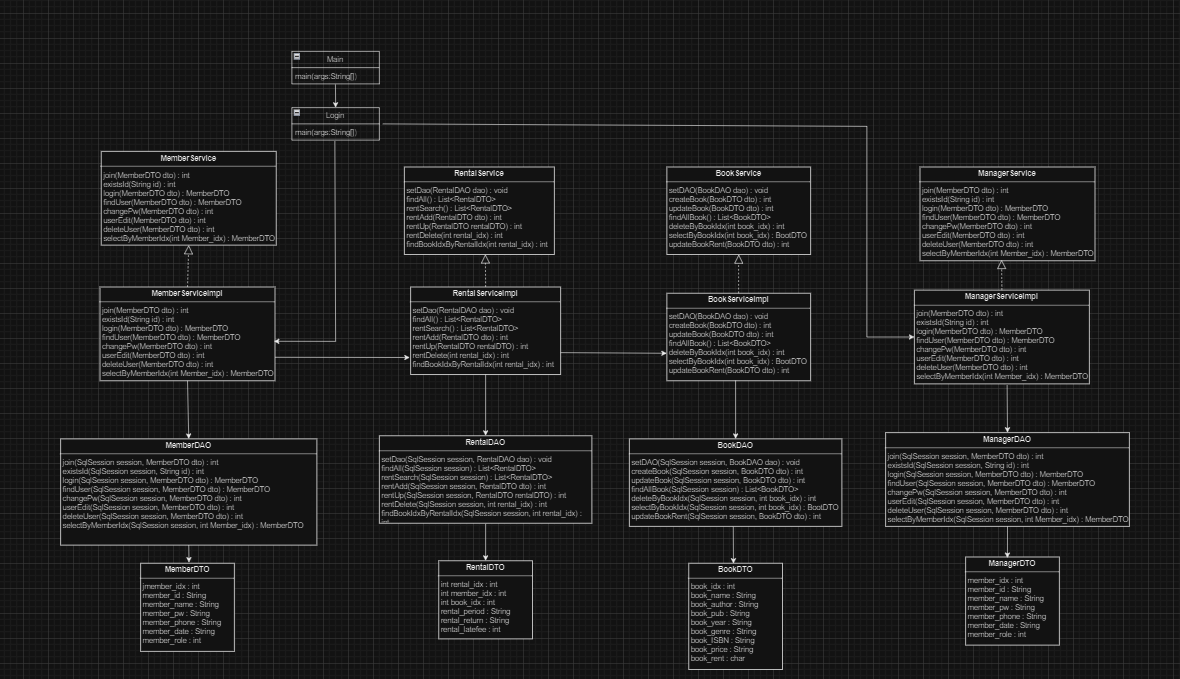 Main
main(args:String[])
Login
main(args:String[])
MemberService
join(MemberDTO dto) : int
existsId(String id) : int
login(MemberDTO dto) : MemberDTO
findUser(MemberDTO dto) : MemberDTO
changePw(MemberDTO dto) : int
userEdit(MemberDTO dto) : int
deleteUser(MemberDTO dto) : int
selectByMemberIdx(int Member_idx) : MemberDTO
RentalService
setDao(RentalDAO dao) : void
findAll() : List<RentalDTO>
rentSearch() : List<RentalDTO>
rentAdd(RentalDTO dto) : int
rentUp(RentalDTO rentalDTO) : int
rentDelete(int rental_idx) : int
findBookIdxByRentalIdx(int rental_idx) : int
BookService
setDAO(BookDAO dao) : void
createBook(BookDTO dto) : int
updateBook(BookDTO dto) : int
findAllBook() : List<BookDTO>
deleteByBookIdx(int book_idx) : int
selectByBookIdx(int book_idx) : BootDTO
updateBookRent(BookDTO dto) : int
ManagerService
join(MemberDTO dto) : int
existsId(String id) : int
login(MemberDTO dto) : MemberDTO
findUser(MemberDTO dto) : MemberDTO
changePw(MemberDTO dto) : int
userEdit(MemberDTO dto) : int
deleteUser(MemberDTO dto) : int
selectByMemberIdx(int Member_idx) : MemberDTO
MemberServiceImpl
join(MemberDTO dto) : int
existsId(String id) : int
login(MemberDTO dto) : MemberDTO
findUser(MemberDTO dto) : MemberDTO
changePw(MemberDTO dto) : int
userEdit(MemberDTO dto) : int
deleteUser(MemberDTO dto) : int
selectByMemberIdx(int Member_idx) : MemberDTO
RentalServiceImpl
setDao(RentalDAO dao) : void
findAll() : List<RentalDTO>
rentSearch() : List<RentalDTO>
rentAdd(RentalDTO dto) : int
rentUp(RentalDTO rentalDTO) : int
rentDelete(int rental_idx) : int
findBookIdxByRentalIdx(int rental_idx) : int
BookServiceImpl
setDAO(BookDAO dao) : void
createBook(BookDTO dto) : int
updateBook(BookDTO dto) : int
findAllBook() : List<BookDTO>
deleteByBookIdx(int book_idx) : int
selectByBookIdx(int book_idx) : BootDTO
updateBookRent(BookDTO dto) : int
ManagerServiceImpl
join(MemberDTO dto) : int
existsId(String id) : int
login(MemberDTO dto) : MemberDTO
findUser(MemberDTO dto) : MemberDTO
changePw(MemberDTO dto) : int
userEdit(MemberDTO dto) : int
deleteUser(MemberDTO dto) : int
selectByMemberIdx(int Member_idx) : MemberDTO
MemberDAO
join(SqlSession session, MemberDTO dto) : int
existsId(SqlSession session, String id) : int
login(SqlSession session, MemberDTO dto) : MemberDTO
findUser(SqlSession session, MemberDTO dto) : MemberDTO
changePw(SqlSession session, MemberDTO dto) : int
userEdit(SqlSession session, MemberDTO dto) : int
deleteUser(SqlSession session, MemberDTO dto) : int
selectByMemberIdx(SqlSession session, int Member_idx) : MemberDTO
RentalDAO
setDao(SqlSession session, RentalDAO dao) : void
findAll(SqlSession session) : List<RentalDTO>
rentSearch(SqlSession session) : List<RentalDTO>
rentAdd(SqlSession session, RentalDTO dto) : int
rentUp(SqlSession session, RentalDTO rentalDTO) : int
rentDelete(SqlSession session, int rental_idx) : int
findBookIdxByRentalIdx(SqlSession session, int rental_idx) :
BookDAO
setDAO(SqlSession session, BookDAO dao) : void
createBook(SqlSession session, BookDTO dto) : int
updateBook(SqlSession session, BookDTO dto) : int
findAllBook(SqlSession session) : List<BookDTO>
deleteByBookIdx(SqlSession session, int book_idx) : int
selectByBookIdx(SqlSession session, int book_idx) : BootDTO
updateBookRent(SqlSession session, BookDTO dto) : int
ManagerDAO
join(SqlSession session, MemberDTO dto) : int
existsId(SqlSession session, String id) : int
login(SqlSession session, MemberDTO dto) : MemberDTO
findUser(SqlSession session, MemberDTO dto) : MemberDTO
changePw(SqlSession session, MemberDTO dto) : int
userEdit(SqlSession session, MemberDTO dto) : int
deleteUser(SqlSession session, MemberDTO dto) : int
selectByMemberIdx(SqlSession session, int Member_idx) : MemberDTO
MemberDTO
jmember_idx : int
member_id : String
member_name : String
member_pw : String
member_phone : String
member_date : String
member_role : int
RentalDTO
int rental_idx : int
int member_idx : int
int book_idx : int
rental_period : String
rental_return : String
rental_latefee : int
BookDTO
book_idx : int
book_name : String
book_author : String
book_pub : String
book_year : String
book_genre : String
book_ISBN : String
book_price : String
book_rent : char
ManagerDTO
member_idx : int
member_id : String
member_name : String
member_pw : String
member_phone : String
member_date : String
member_role : int